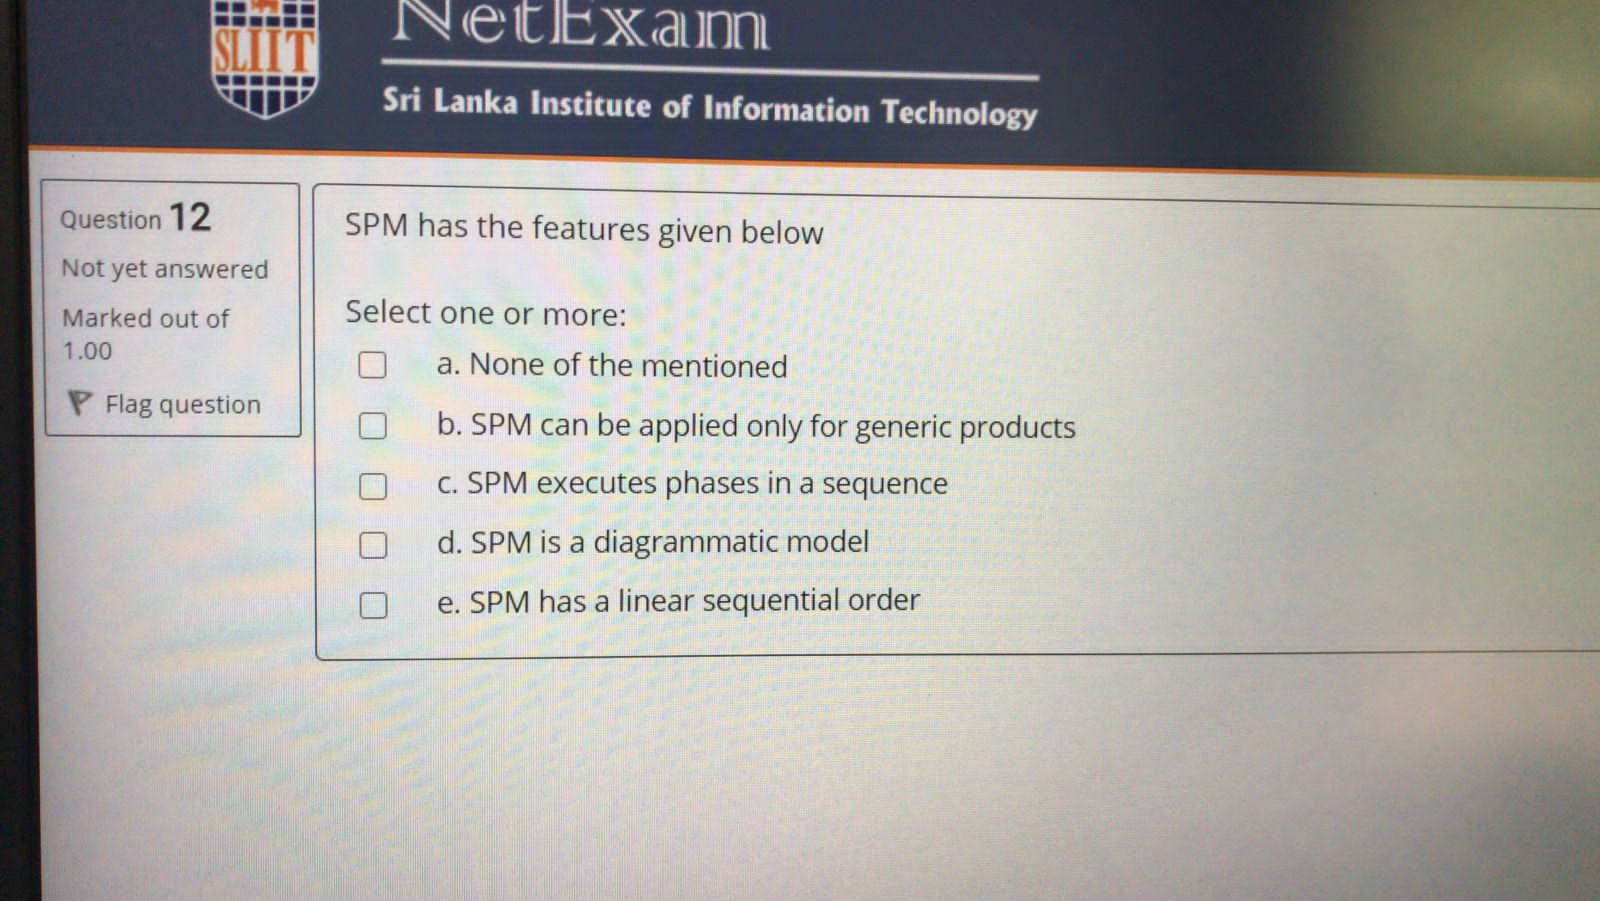 SLIIT
NetExam
Sri Lanka Institute of Information Technology
Question 12
Not yet answered
Marked out of
1.00
Flag question
SPM has the features given below
Select one or more:
a. None of the mentioned
b. SPM can be applied only for generic products
c. SPM executes phases in a sequence
d. SPM is a diagrammatic model
e. SPM has a linear sequential order